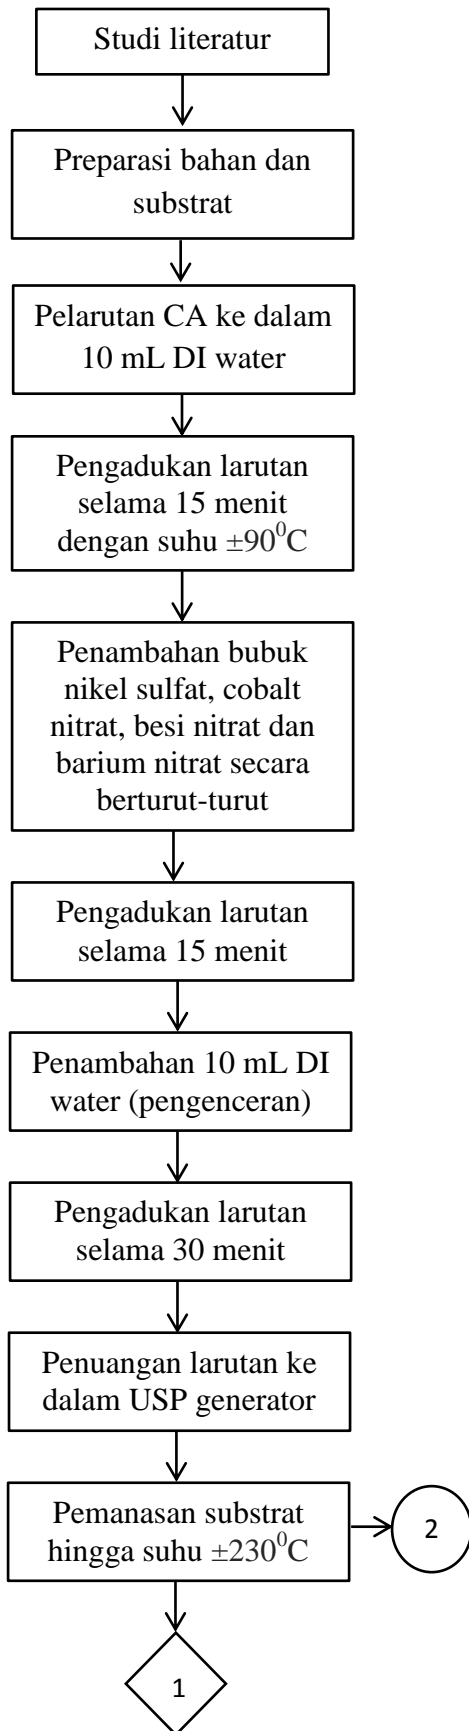 Studi literatur
Preparasi bahan dan
substrat
Pelarutan CA ke dalam
10 mL DI water
Pengadukan larutan
selama 15 menit
dengan suhu ±90⁰C
Penambahan bubuk
nikel sulfat, cobalt
nitrat, besi nitrat dan
barium nitrat secara
berturut-turut
Pengadukan larutan
selama 15 menit
Penambahan 10 mL DI
water (pengenceran)
Pengadukan larutan
selama 30 menit
Penuangan larutan ke
dalam USP generator
Pemanasan substrat
hingga suhu ±230⁰C
2
1